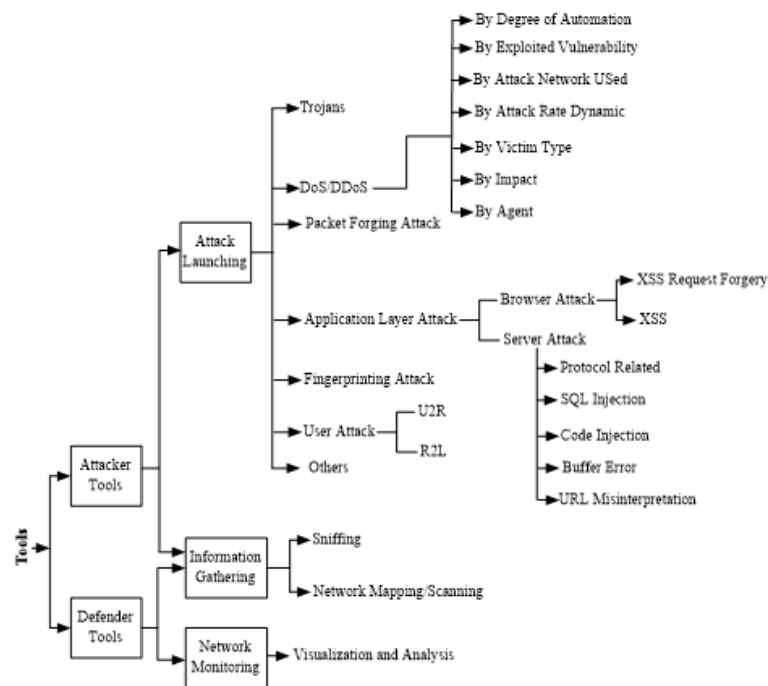 By Degree of Automation
By Exploited Vulnerability
By Attack Network USed
By Attack Rate Dynamic
By Victim Type
By Impact
By Agent
Trojans
DoS/DDoS
Packet Forging Attack
Attack
Launching
Application Layer Attack
Browser Attack
XSS Request Forgery
XSS
Server Attack
Protocol Related
SQL Injection
Code Injection
Buffer Error
URL Misinterpretation
Fingerprinting Attack
User Attack
U2R
R2L
Others
Attacker
Tools
Tools
Information
Gathering
Sniffing
Network Mapping/Scanning
Defender
Tools
Network
Monitoring
Visualization and Analysis